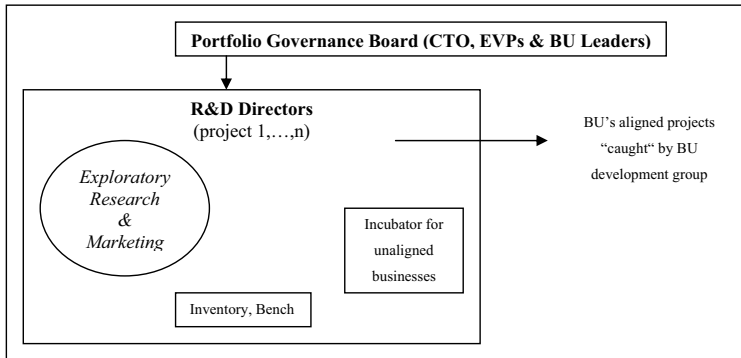 Portfolio Governance Board (CTO, EVPs & BU Leaders)
R&D Directors
(project 1,…,n)
BU's aligned projects
“caught“ by BU
development group
Exploratory
Research
&
Marketing
Incubator for
unaligned
businesses
Inventory, Bench